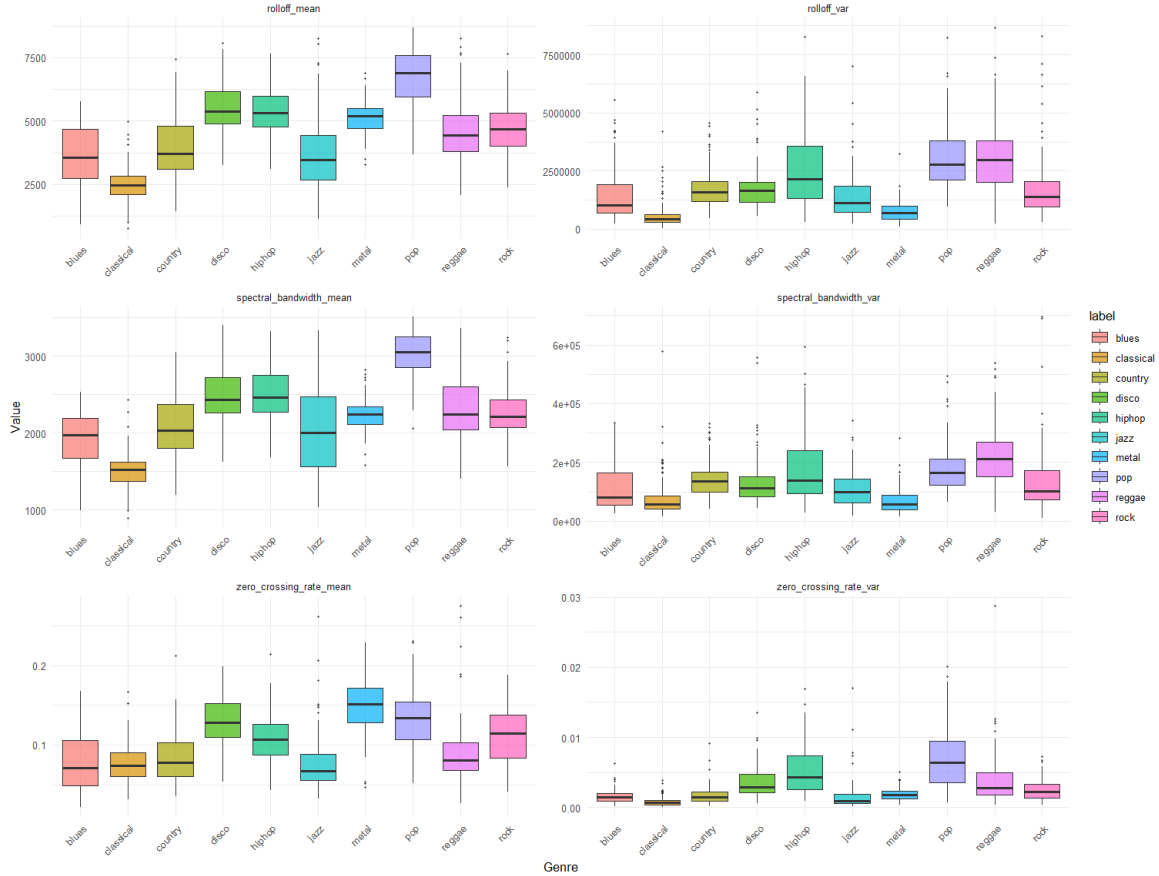 rolloff_mean
rolloff_var
7500
5000
2500
7500000
5000000
2500000
0
blues classical country disco hiphop jazz metal pop reggae rock
blues classical country disco hiphop jazz metal pop reggae rock
spectral_bandwidth_mean
spectral_bandwidth_var
3000
2000
1000
6e+05
4e+05
2e+05
0e+00
blues classical country disco hiphop jazz metal pop reggae rock
blues classical country disco hiphop jazz metal pop reggae rock
zero_crossing_rate_mean
zero_crossing_rate_var
0.2
0.1
0.03
0.02
0.01
0.00
blues classical country disco hiphop jazz metal pop reggae rock
blues classical country disco hiphop jazz metal pop reggae rock
Value
Genre
label
blues
classical
country
disco
hiphop
jazz
metal
pop
reggae
rock